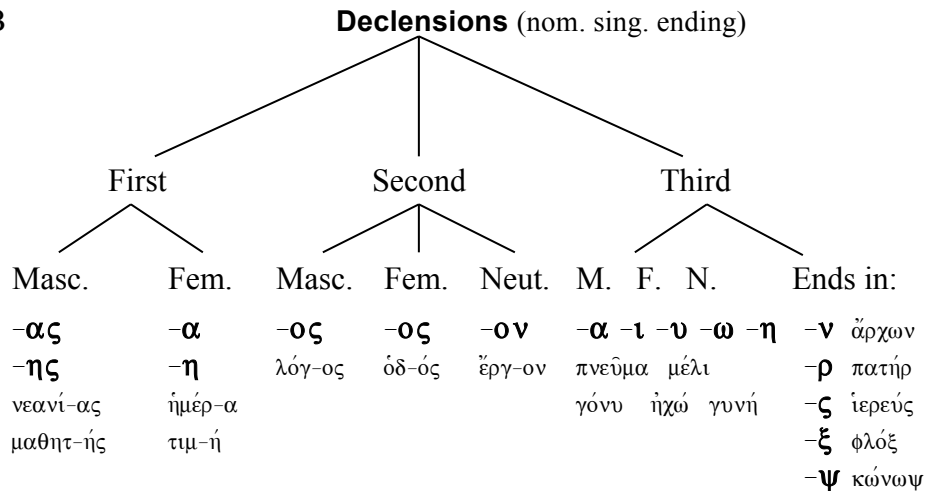 3
Declensions (nom. sing. ending)
First Second Third
Masc. Fem. Masc. Fem. Neut. M. F. N. Ends in:
-ας -α -ος -ος -ον -α -ι -υ -ω -η -ν ἄρχων
-ης -η λόγ-ος ὁδ-ός ἔργ-ον πνεῦμα μέλι -ρ πατήρ
νεανί-ας ἡμέρ-α γόνυ ἠχώ γυνή -ς ἱερεύς
μαθητ-ής τιμ-ή -ξ φλόξ
-ψ κώνωψ